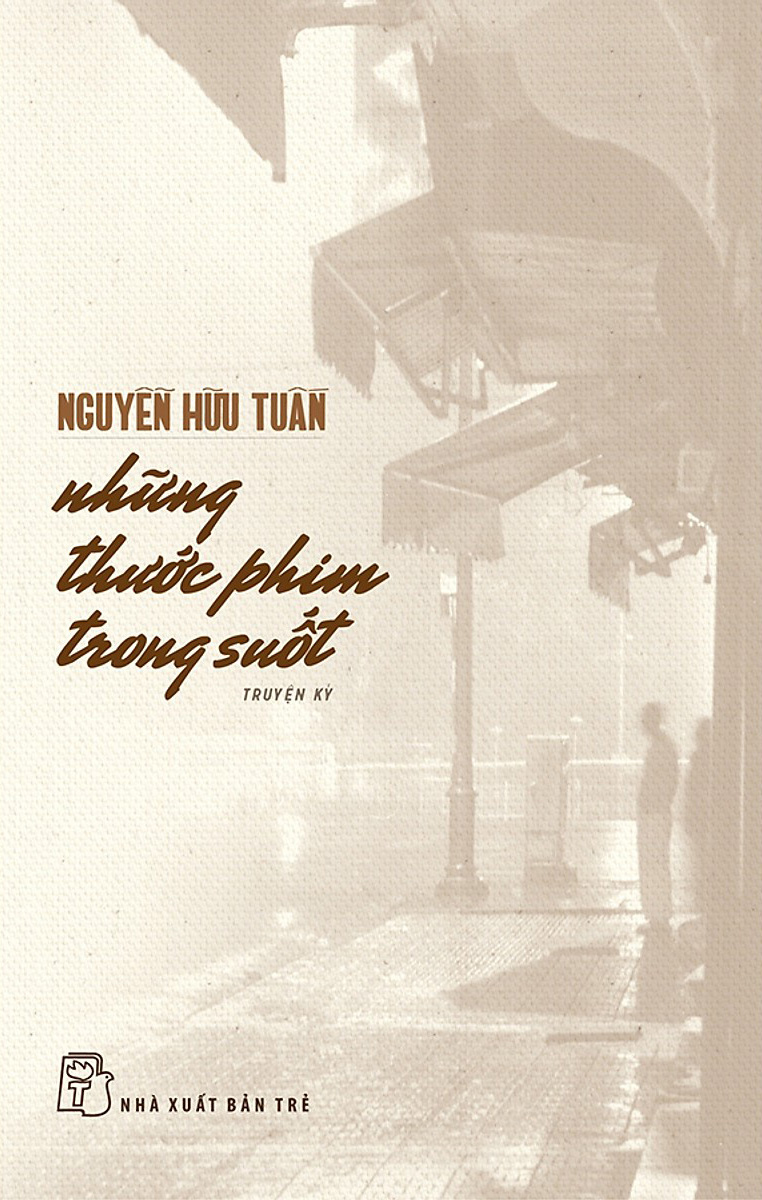 NGUYỄN HỮU TUẤN
những
thước phim
trong suốt
TRUYỆN KÝ
T
NHÀ XUẤT BẢN TRẺ